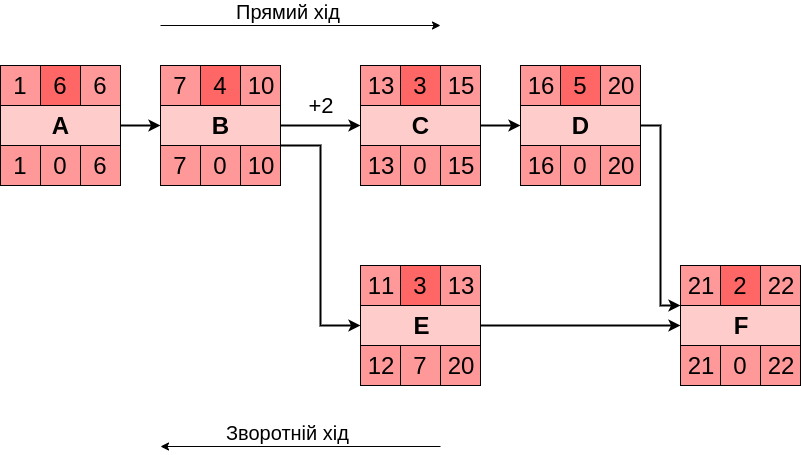 Прямий хід
1 6 6 7 4 10 13 3 15 16 5 20
+2
A B C D
1 0 6 7 0 10 13 0 15 16 0 20
11 3 13 21 2 22
E F
12 7 20 21 0 22
Зворотній хід